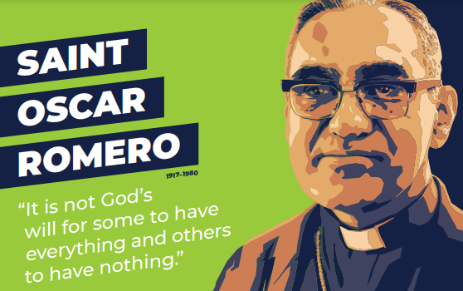 SAINT
OSCAR
ROMERO
1917-1980
“It is not God’s
will for some to have
everything and others
to have nothing.”